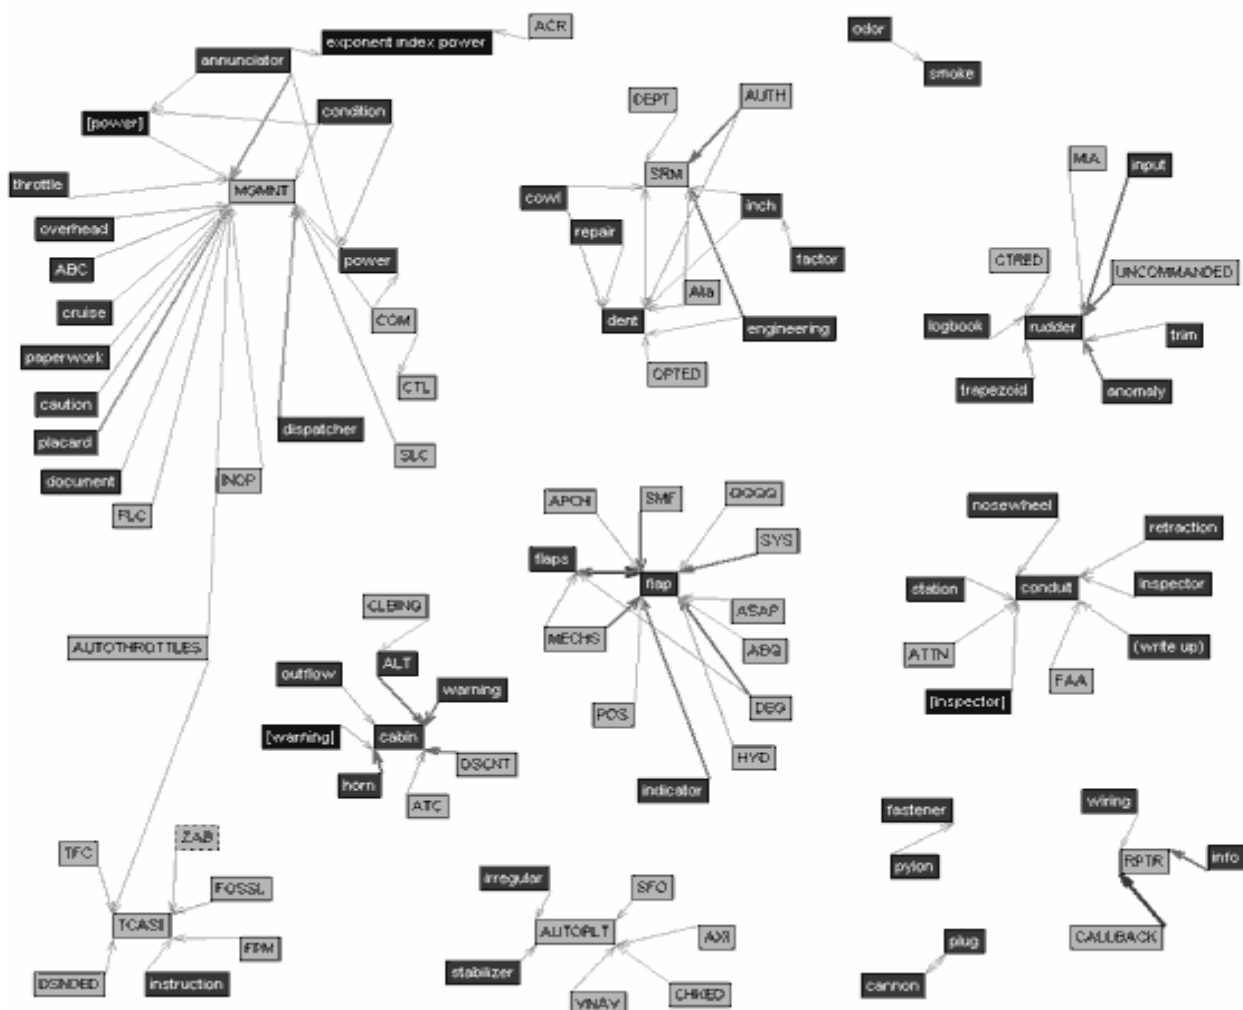 ACR
exponent index power
annunciator
[power]
condition
throttle
MGMNT
overhead
ABC
power
cruise
COM
paperwork
CTL
caution
placard
dispatcher
document
SLC
INOP
FLC
AUTOTHROTTLES
odor
smoke
DEPT
AUTH
SRM
cowl
inch
repair
factor
dent
engineering
OPTED
MIA
input
CTRED
UNCOMMANDED
logbook
rudder
trim
trapezoid
anomaly
APCH
SMF
QQQQ
SYS
flaps
flap
ASAP
MECHS
ABQ
POS
DEG
HYD
indicator
nosewheel
retraction
station
conduit
inspector
ATTN
(write up)
FAA
[inspector]
CLBING
ALT
outflow
warning
[warning]
cabin
DSCNT
horn
ATC
TFC
ZAB
FOSSL
TCASII
FPM
DSNDED
instruction
irregular
SFO
AUTOPLT
stabilizer
VNAV
CHKED
fastener
pylon
wiring
RPTR
info
CALLBACK
plug
cannon